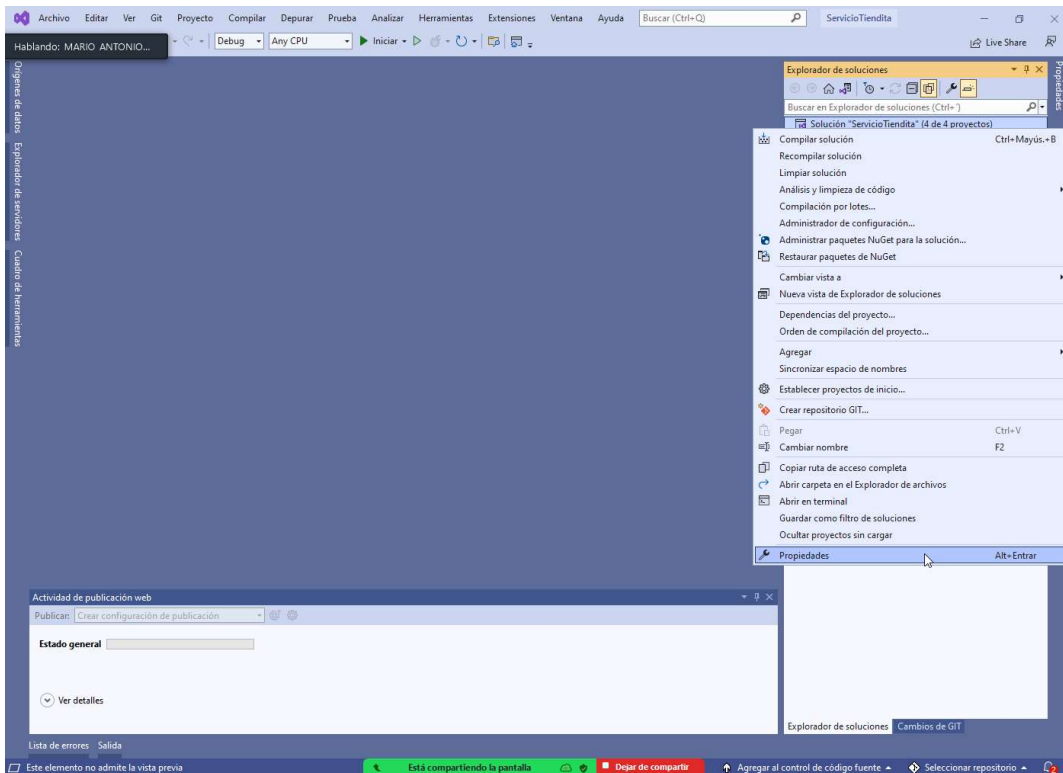 Archivo Editar Ver Git Proyecto Compilar Depurar Prueba Analizar Herramientas Extensiones Ventana Ayuda Buscar (Ctrl+Q) ServicioTiendita
Hablando: MARIO ANTONIO...
Debug Any CPU Iniciar Live Share
Orígenes de datos
Explorador de servidores
Cuadro de herramientas
Explorador de soluciones
Propiedades
Buscar en Explorador de soluciones (Ctrl+´)
Solución "ServicioTiendita" (4 de 4 proyectos)
Compilar solución Ctrl+Mayús.+B
Recompilar solución
Limpiar solución
Análisis y limpieza de código
Compilación por lotes...
Administrador de configuración...
Administrar paquetes NuGet para la solución...
Restaurar paquetes de NuGet
Cambiar vista a
Nueva vista de Explorador de soluciones
Dependencias del proyecto...
Orden de compilación del proyecto...
Agregar
Sincronizar espacio de nombres
Establecer proyectos de inicio...
Crear repositorio GIT...
Pegar Ctrl+V
Cambiar nombre F2
Copiar ruta de acceso completa
Abrir carpeta en el Explorador de archivos
Abrir en terminal
Guardar como filtro de soluciones
Ocultar proyectos sin cargar
Propiedades Alt+Entrar
Actividad de publicación web
Publicar: Crear configuración de publicación
Estado general
Ver detalles
Explorador de soluciones Cambios de GIT
Lista de errores Salida
Este elemento no admite la vista previa Está compartiendo la pantalla Dejar de compartir Agregar al control de código fuente Seleccionar repositorio 2